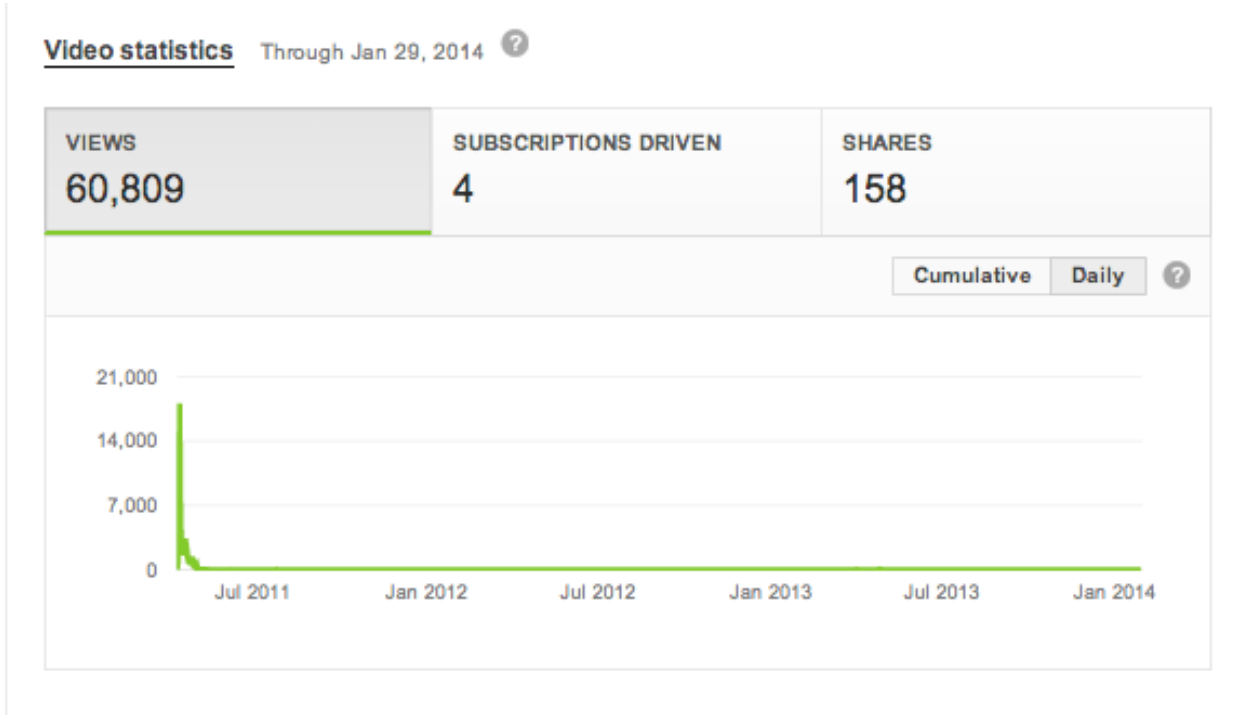 Video statistics Through Jan 29, 2014 ?
VIEWS SUBSCRIPTIONS DRIVEN SHARES
60,809 4 158
Cumulative Daily ?
21,000
14,000
7,000
0
Jul 2011 Jan 2012 Jul 2012 Jan 2013 Jul 2013 Jan 2014